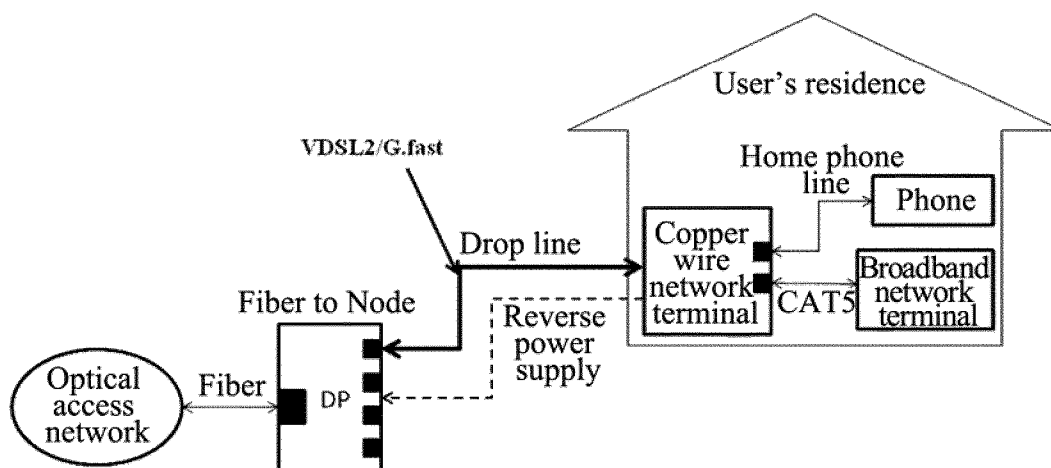 User's residence
VDSL2/G.fast
Home phone
line
Phone
Copper
wire
network
terminal
Drop line
CAT5
Broadband
network
terminal
Fiber to Node
Reverse
power
supply
Optical
access
network
Fiber
DP